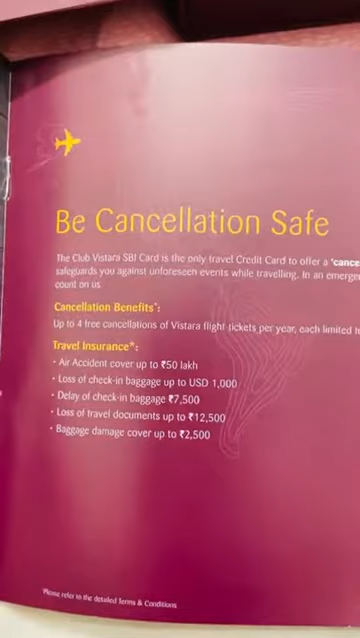 Be Cancellation Safe
The Club Vistara SBI Card is the only travel Credit Card to offer a 'cance
safeguards you against unforeseen events while travelling. In an emergen
count on us.
Cancellation Benefits*:
Up to 4 free cancellations of Vistara flight tickets per year, each limited to
Travel Insurance*:
• Air Accident cover up to ₹50 lakh
• Loss of check-in baggage up to USD 1,000
• Delay of check-in baggage ₹7,500
• Loss of travel documents up to ₹12,500
• Baggage damage cover up to ₹2,500
*Please refer to the detailed Terms & Conditions